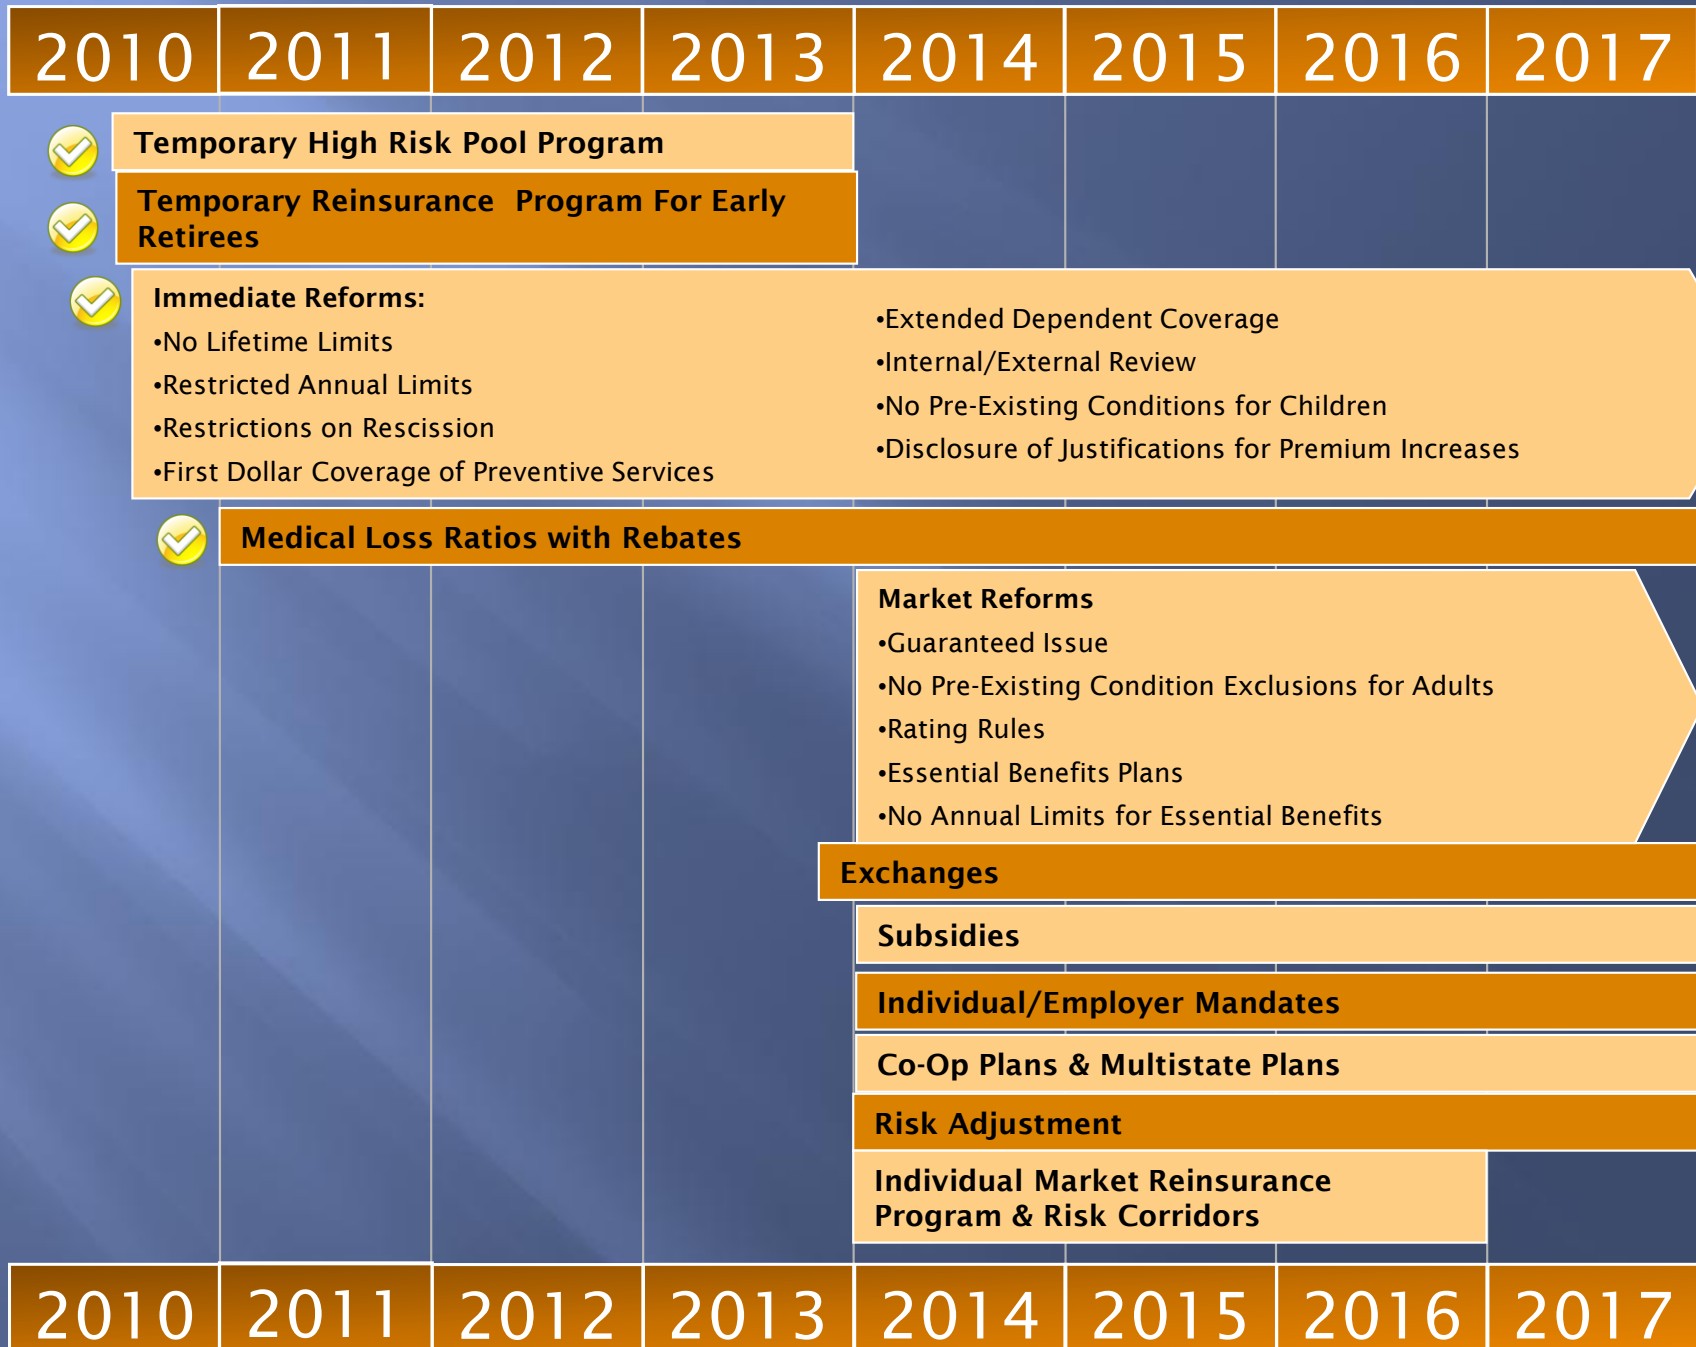 2010 2011 2012 2013 2014 2015 2016 2017
Temporary High Risk Pool Program
Temporary Reinsurance Program For Early
Retirees
Immediate Reforms:
•No Lifetime Limits
•Restricted Annual Limits
•Restrictions on Rescission
•First Dollar Coverage of Preventive Services
•Extended Dependent Coverage
•Internal/External Review
•No Pre-Existing Conditions for Children
•Disclosure of Justifications for Premium Increases
Medical Loss Ratios with Rebates
Market Reforms
•Guaranteed Issue
•No Pre-Existing Condition Exclusions for Adults
•Rating Rules
•Essential Benefits Plans
•No Annual Limits for Essential Benefits
Exchanges
Subsidies
Individual/Employer Mandates
Co-Op Plans & Multistate Plans
Risk Adjustment
Individual Market Reinsurance
Program & Risk Corridors
2010 2011 2012 2013 2014 2015 2016 2017